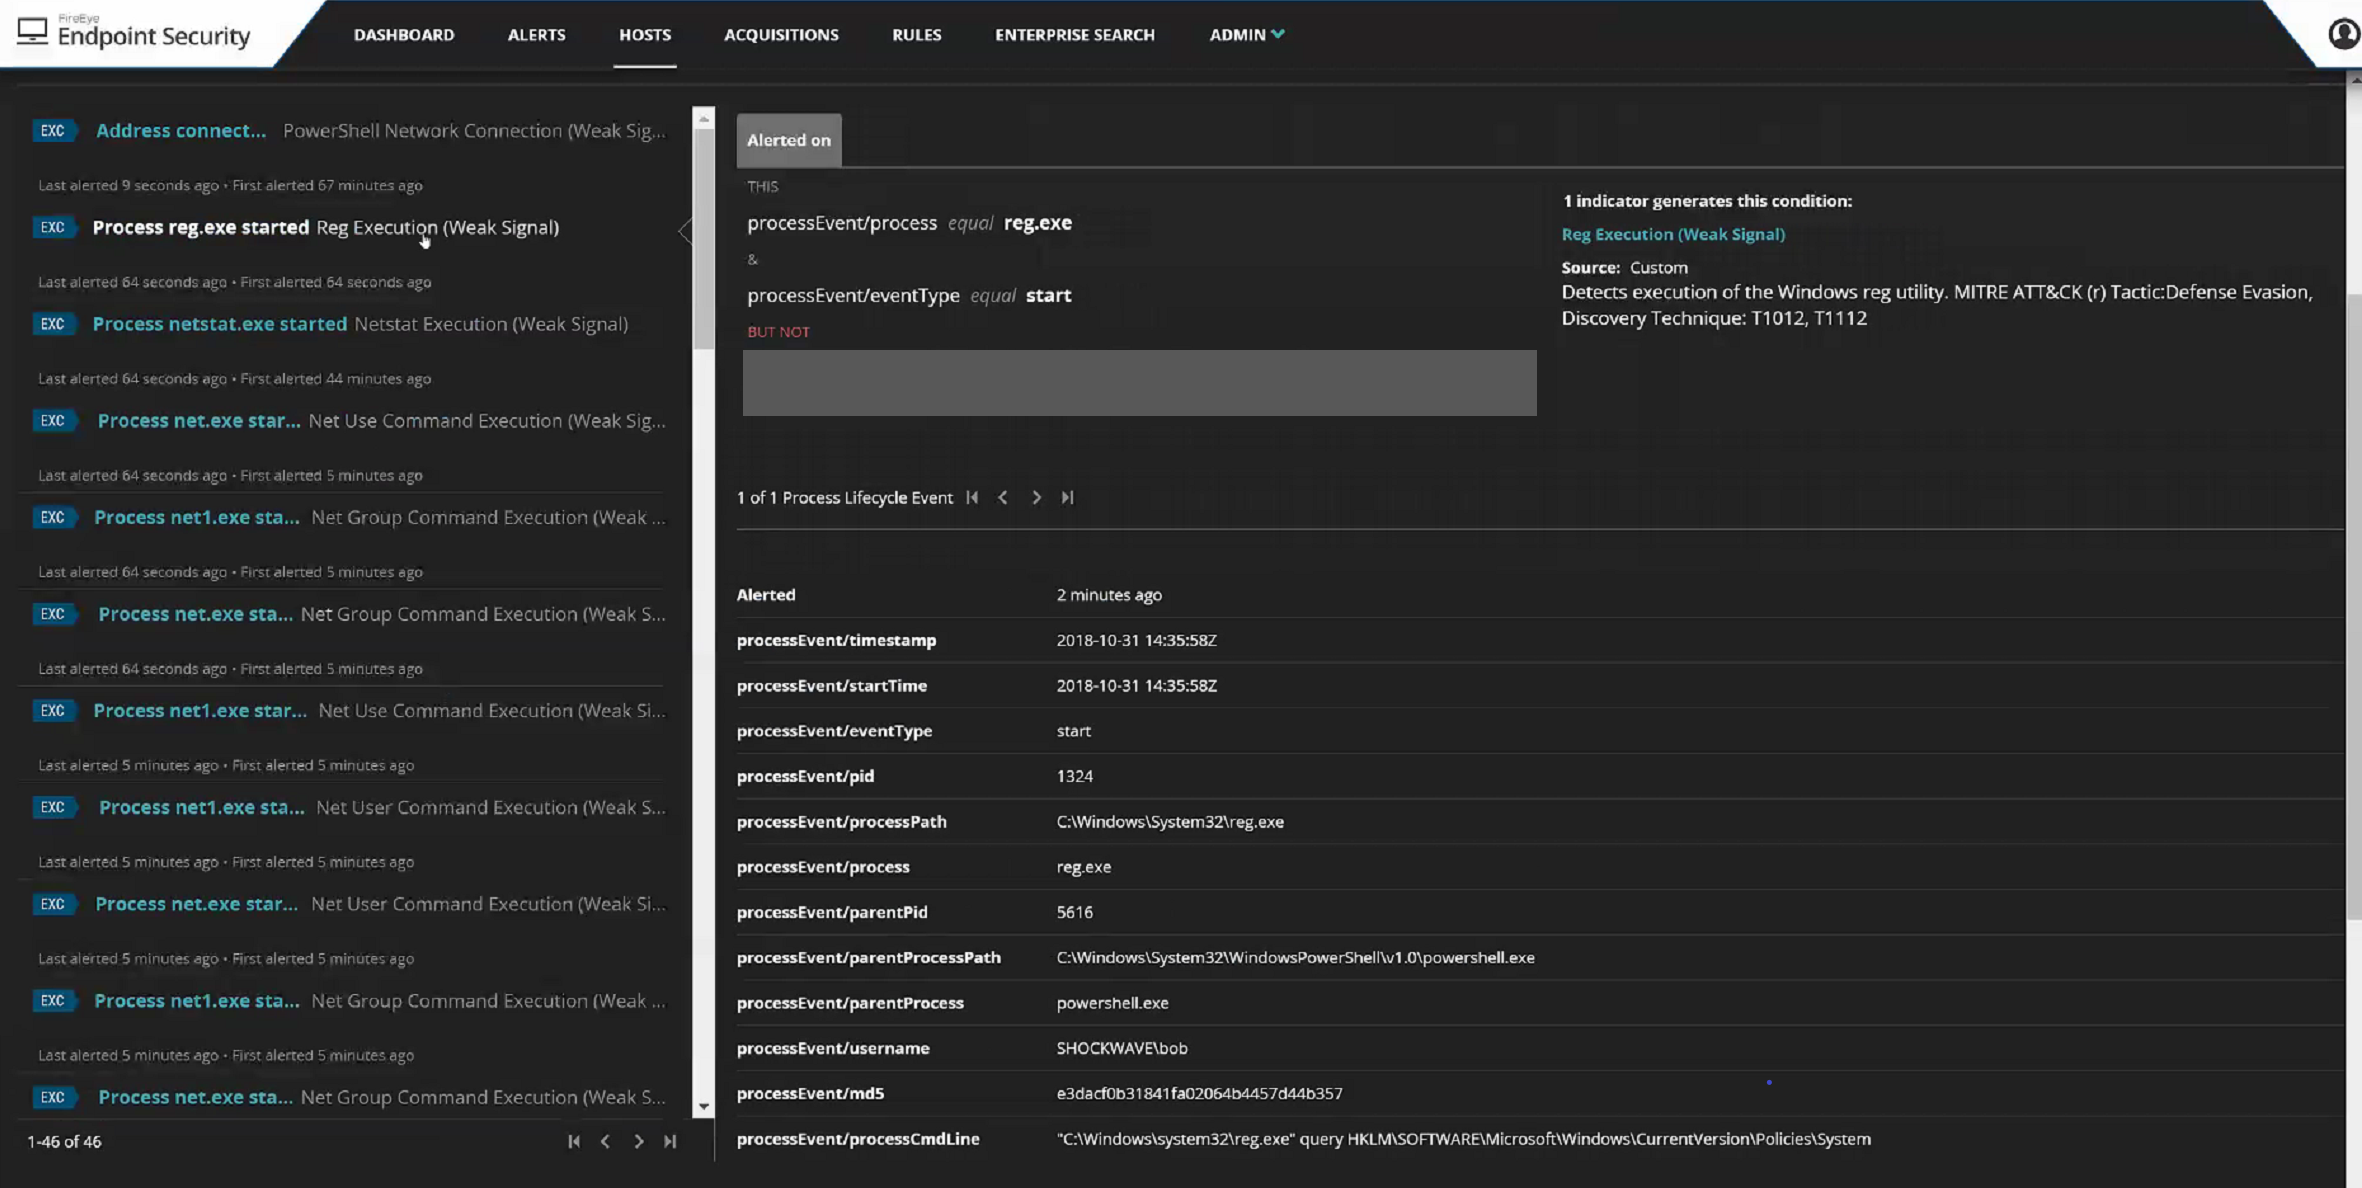 FireEye
Endpoint Security
DASHBOARD ALERTS HOSTS ACQUISITIONS RULES ENTERPRISE SEARCH ADMIN
EXC Address connect... PowerShell Network Connection (Weak Sig...
Last alerted 9 seconds ago • First alerted 67 minutes ago
EXC Process reg.exe started Reg Execution (Weak Signal)
Last alerted 64 seconds ago • First alerted 64 seconds ago
EXC Process netstat.exe started Netstat Execution (Weak Signal)
Last alerted 64 seconds ago • First alerted 44 minutes ago
EXC Process net.exe star... Net Use Command Execution (Weak Sig...
Last alerted 64 seconds ago • First alerted 5 minutes ago
EXC Process net1.exe sta... Net Group Command Execution (Weak ...
Last alerted 64 seconds ago • First alerted 5 minutes ago
EXC Process net.exe sta... Net Group Command Execution (Weak S...
Last alerted 64 seconds ago • First alerted 5 minutes ago
EXC Process net1.exe star... Net Use Command Execution (Weak Si...
Last alerted 5 minutes ago • First alerted 5 minutes ago
EXC Process net1.exe sta... Net User Command Execution (Weak S...
Last alerted 5 minutes ago • First alerted 5 minutes ago
EXC Process net.exe star... Net User Command Execution (Weak Si...
Last alerted 5 minutes ago • First alerted 5 minutes ago
EXC Process net1.exe sta... Net Group Command Execution (Weak ...
Last alerted 5 minutes ago • First alerted 5 minutes ago
EXC Process net.exe sta... Net Group Command Execution (Weak S...
1-46 of 46
Alerted on
THIS
processEvent/process equal reg.exe
&
processEvent/eventType equal start
BUT NOT
1 indicator generates this condition:
Reg Execution (Weak Signal)
Source: Custom
Detects execution of the Windows reg utility. MITRE ATT&CK (r) Tactic:Defense Evasion,
Discovery Technique: T1012, T1112
1 of 1 Process Lifecycle Event
Alerted 2 minutes ago
processEvent/timestamp 2018-10-31 14:35:58Z
processEvent/startTime 2018-10-31 14:35:58Z
processEvent/eventType start
processEvent/pid 1324
processEvent/processPath C:\Windows\System32\reg.exe
processEvent/process reg.exe
processEvent/parentPid 5616
processEvent/parentProcessPath C:\Windows\System32\WindowsPowerShell\v1.0\powershell.exe
processEvent/parentProcess powershell.exe
processEvent/username SHOCKWAVE\bob
processEvent/md5 e3dacf0b31841fa02064b4457d44b357
processEvent/processCmdLine "C:\Windows\system32\reg.exe" query HKLM\SOFTWARE\Microsoft\Windows\CurrentVersion\Policies\System